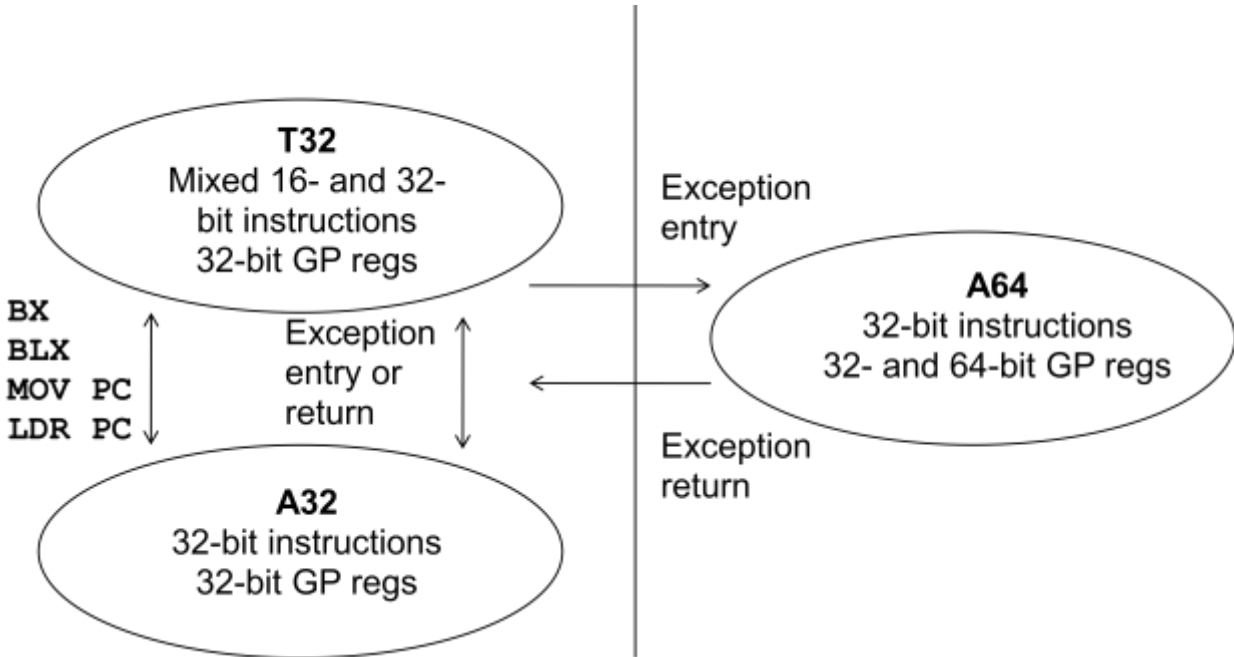 T32
Mixed 16- and 32-
bit instructions
32-bit GP regs
BX
BLX
MOV PC
LDR PC
Exception
entry or
return
A32
32-bit instructions
32-bit GP regs
Exception
entry
A64
32-bit instructions
32- and 64-bit GP regs
Exception
return